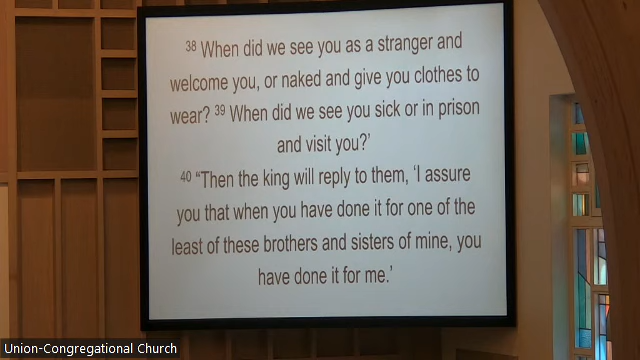 38 When did we see you as a stranger and
welcome you, or naked and give you clothes to
wear? 39 When did we see you sick or in prison
and visit you?’
40 “Then the king will reply to them, ‘I assure
you that when you have done it for one of the
least of these brothers and sisters of mine, you
have done it for me.’
Union-Congregational Church